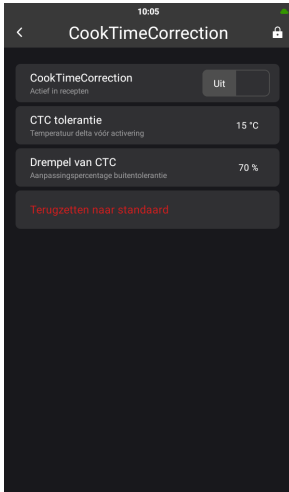 10:05
CookTimeCorrection
CookTimeCorrection
Actief in recepten
Uit
CTC tolerantie
Temperatuur delta vóór activering
15 °C
Drempel van CTC
Aanpassingspercentage buitentolerantie
70 %
Terugzetten naar standaard